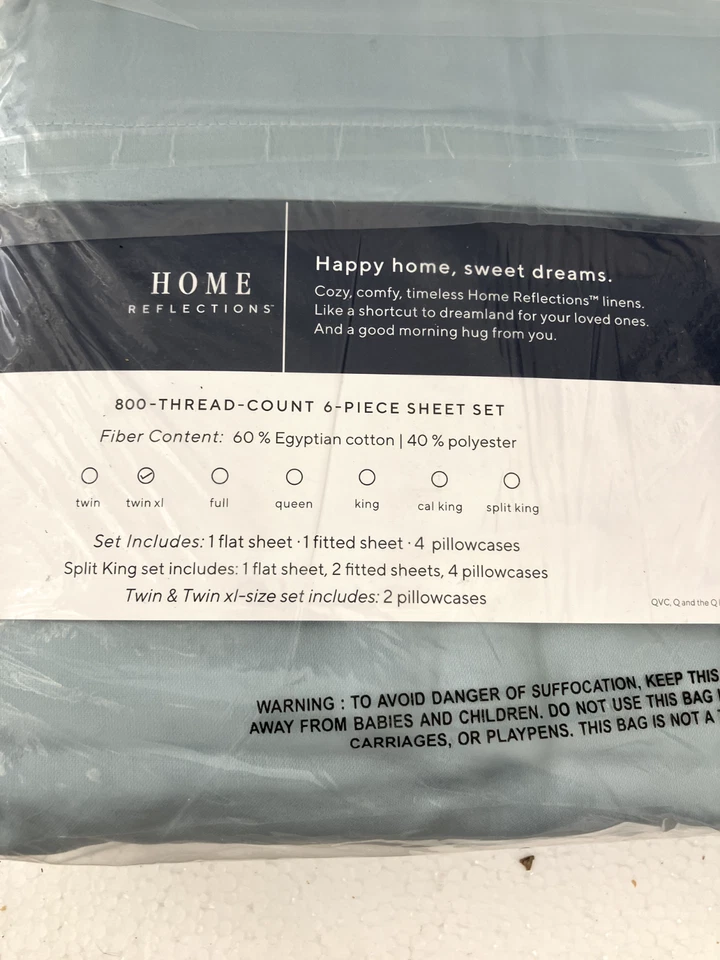 HOME
REFLECTIONS™
Happy home, sweet dreams.
Cozy, comfy, timeless Home Reflections™ linens.
Like a shortcut to dreamland for your loved ones.
And a good morning hug from you.
800-THREAD-COUNT 6-PIECE SHEET SET
Fiber Content: 60 % Egyptian cotton | 40 % polyester
twin twin xl full queen king cal king split king
Set Includes: 1 flat sheet · 1 fitted sheet · 4 pillowcases
Split King set includes: 1 flat sheet, 2 fitted sheets, 4 pillowcases
Twin & Twin xl-size set includes: 2 pillowcases
QVC, Q and the Q
WARNING : TO AVOID DANGER OF SUFFOCATION, KEEP THIS
AWAY FROM BABIES AND CHILDREN. DO NOT USE THIS BAG
CARRIAGES, OR PLAYPENS. THIS BAG IS NOT A